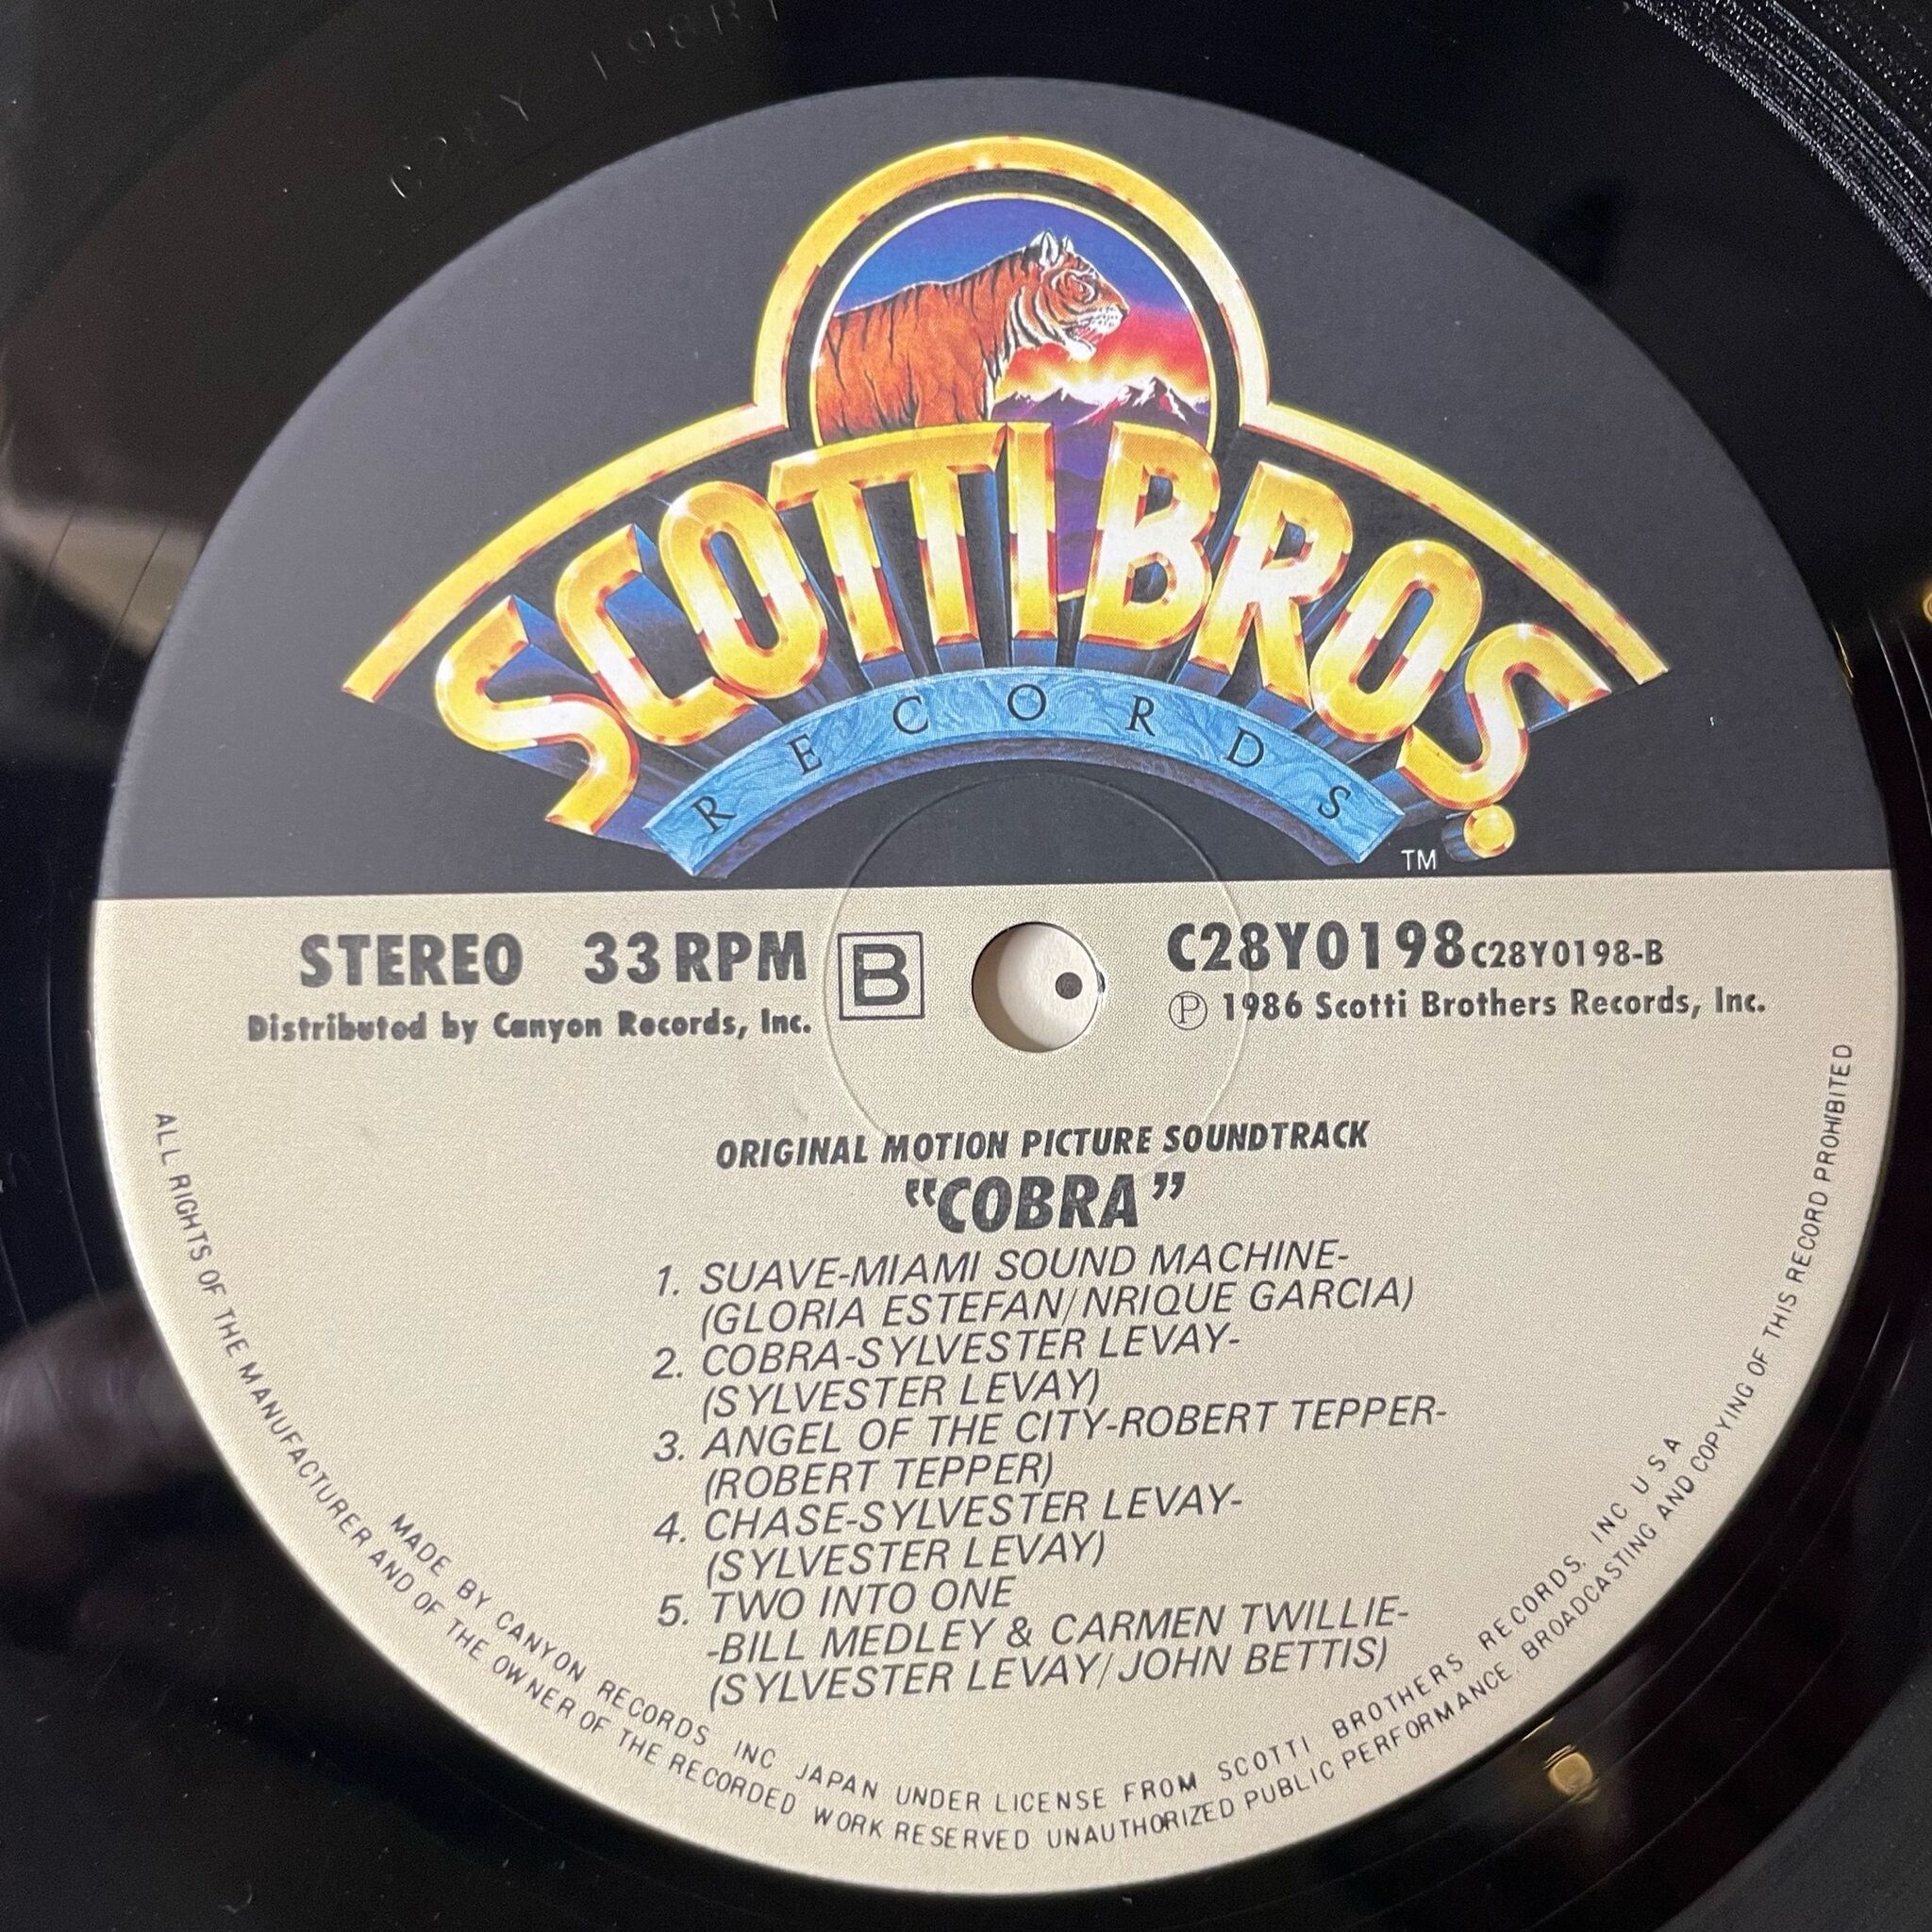 C28Y 198B1
SCOTTI BROS.
RECORDS
TM
STEREO 33 RPM B C28Y0198 C28Y0198-B
Distributed by Canyon Records, Inc. Ⓟ 1986 Scotti Brothers Records, Inc.
ORIGINAL MOTION PICTURE SOUNDTRACK
“COBRA”
1. SUAVE-MIAMI SOUND MACHINE-
(GLORIA ESTEFAN/NRIQUE GARCIA)
2. COBRA-SYLVESTER LEVAY-
(SYLVESTER LEVAY)
3. ANGEL OF THE CITY-ROBERT TEPPER-
(ROBERT TEPPER)
4. CHASE-SYLVESTER LEVAY-
(SYLVESTER LEVAY)
5. TWO INTO ONE
-BILL MEDLEY & CARMEN TWILLIE-
(SYLVESTER LEVAY/JOHN BETTIS)
MADE BY CANYON RECORDS INC JAPAN UNDER LICENSE FROM SCOTTI BROTHERS RECORDS, INC U.S.A
ALL RIGHTS OF THE MANUFACTURER AND OF THE OWNER OF THE RECORDED WORK RESERVED UNAUTHORIZED PUBLIC PERFORMANCE, BROADCASTING AND COPYING OF THIS RECORD PROHIBITED